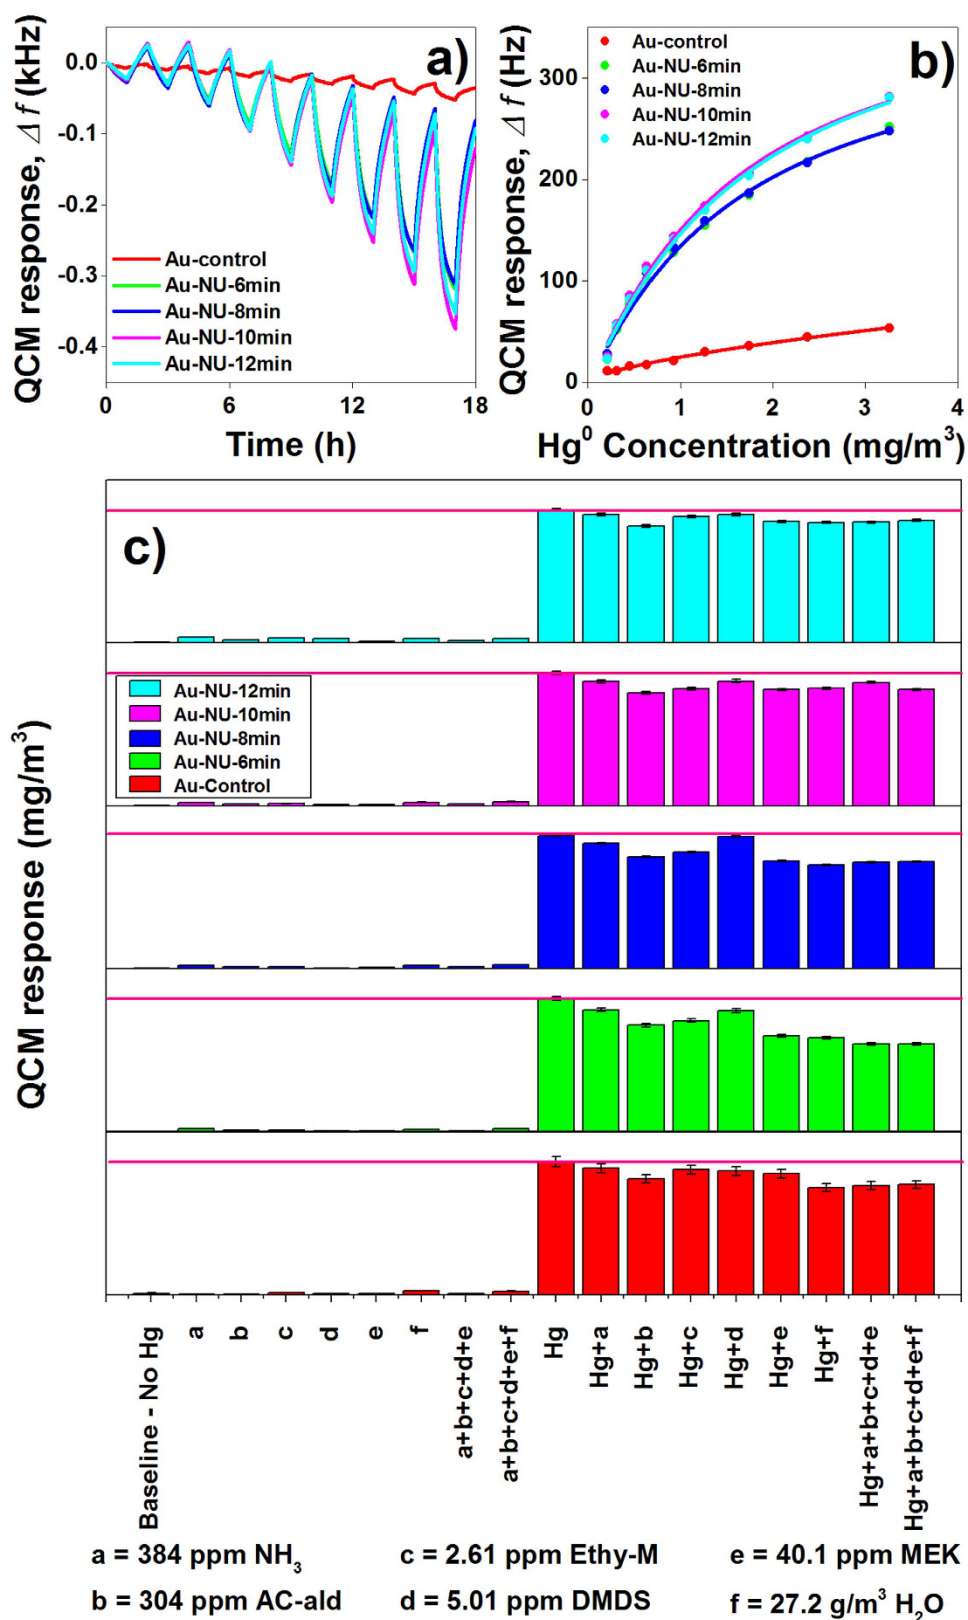 a)
QCM response, Δ f (kHz)
0.0
-0.1
-0.2
-0.3
-0.4
Au-control
Au-NU-6min
Au-NU-8min
Au-NU-10min
Au-NU-12min
0 6 12 18
Time (h)
b)
QCM response, Δ f (Hz)
300
200
100
0
Au-control
Au-NU-6min
Au-NU-8min
Au-NU-10min
Au-NU-12min
0 1 2 3 4
Hg⁰ Concentration (mg/m³)
c)
QCM response (mg/m³)
Au-NU-12min
Au-NU-10min
Au-NU-8min
Au-NU-6min
Au-Control
Baseline - No Hg
a
b
c
d
e
f
a+b+c+d+e
a+b+c+d+e+f
Hg
Hg+a
Hg+b
Hg+c
Hg+d
Hg+e
Hg+f
Hg+a+b+c+d+e
Hg+a+b+c+d+e+f
a = 384 ppm NH₃ c = 2.61 ppm Ethy-M e = 40.1 ppm MEK
b = 304 ppm AC-ald d = 5.01 ppm DMDS f = 27.2 g/m³ H₂O